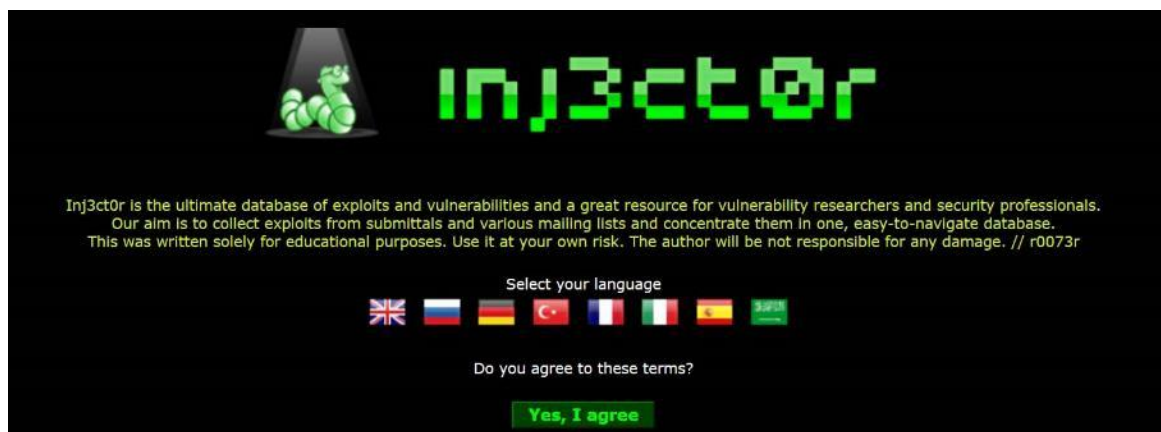 inj3ct0r
Inj3ct0r is the ultimate database of exploits and vulnerabilities and a great resource for vulnerability researchers and security professionals.
Our aim is to collect exploits from submittals and various mailing lists and concentrate them in one, easy-to-navigate database.
This was written solely for educational purposes. Use it at your own risk. The author will be not responsible for any damage. // r0073r
Select your language
Do you agree to these terms?
Yes, I agree